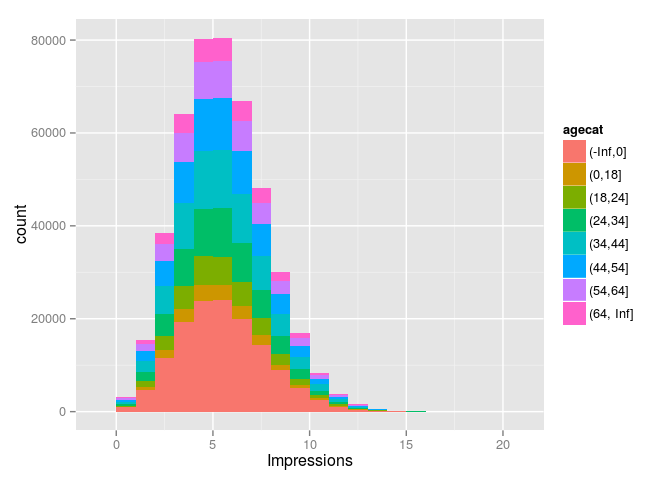 80000
60000
40000
20000
0
count
0 5 10 15 20
Impressions
agecat
(-Inf,0]
(0,18]
(18,24]
(24,34]
(34,44]
(44,54]
(54,64]
(64, Inf]